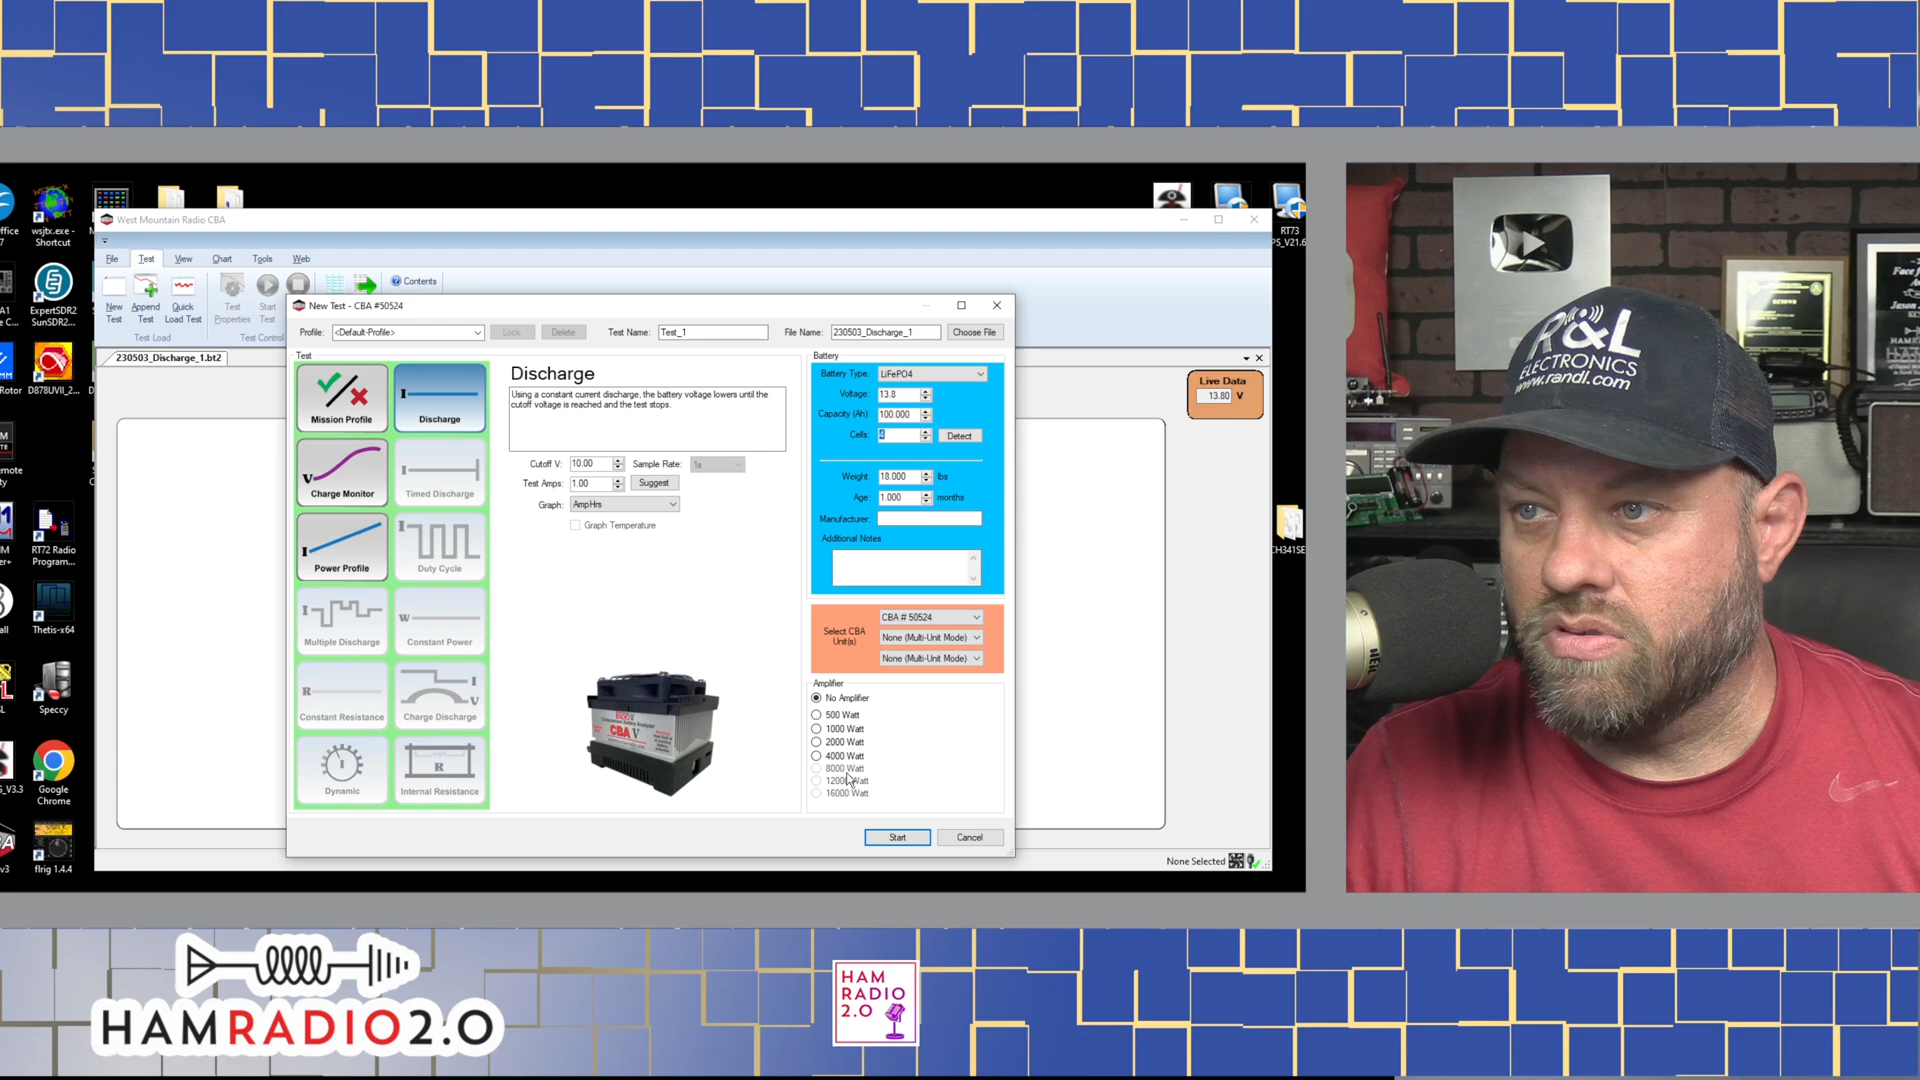 wsjtx.exe -
Shortcut
ExpertSDR2
SunSDR2...
D878UVII_2...
RT72 Radio
Program...
Thetis-x64
Speccy
Google
Chrome
flrig 1.4.4
RT73
CH341SE
West Mountain Radio CBA
File Test View Chart Tools Web
New
Test
Append
Test
Quick
Load Test
Test
Properties
Start
Test
Contents
Test Load
Test Control
230503_Discharge_1.bt2
Live Data
13.80 V
New Test - CBA #50524
Profile: <Default-Profile> Lock Delete Test Name: Test_1 File Name: 230503_Discharge_1 Choose File
Test
Mission Profile
Discharge
Charge Monitor
Timed Discharge
Power Profile
Duty Cycle
Multiple Discharge
Constant Power
Constant Resistance
Charge Discharge
Dynamic
Internal Resistance
Discharge
Using a constant current discharge, the battery voltage lowers until the
cutoff voltage is reached and the test stops.
Cutoff V: 10.00 Sample Rate: 1s
Test Amps: 1.00 Suggest
Graph: AmpHrs
Graph Temperature
CBA V
Battery
Battery Type: LiFePO4
Voltage: 13.8
Capacity (Ah): 100.000
Cells: 4 Detect
Weight: 18.000 lbs
Age: 1.000 months
Manufacturer:
Additional Notes
Select CBA
Unit(s)
CBA # 50524
None (Multi-Unit Mode)
None (Multi-Unit Mode)
Amplifier
No Amplifier
500 Watt
1000 Watt
2000 Watt
4000 Watt
8000 Watt
12000 Watt
16000 Watt
Start Cancel
None Selected
R&L
ELECTRONICS
www.randl.com
HAMRADIO2.0
HAM
RADIO
2.0